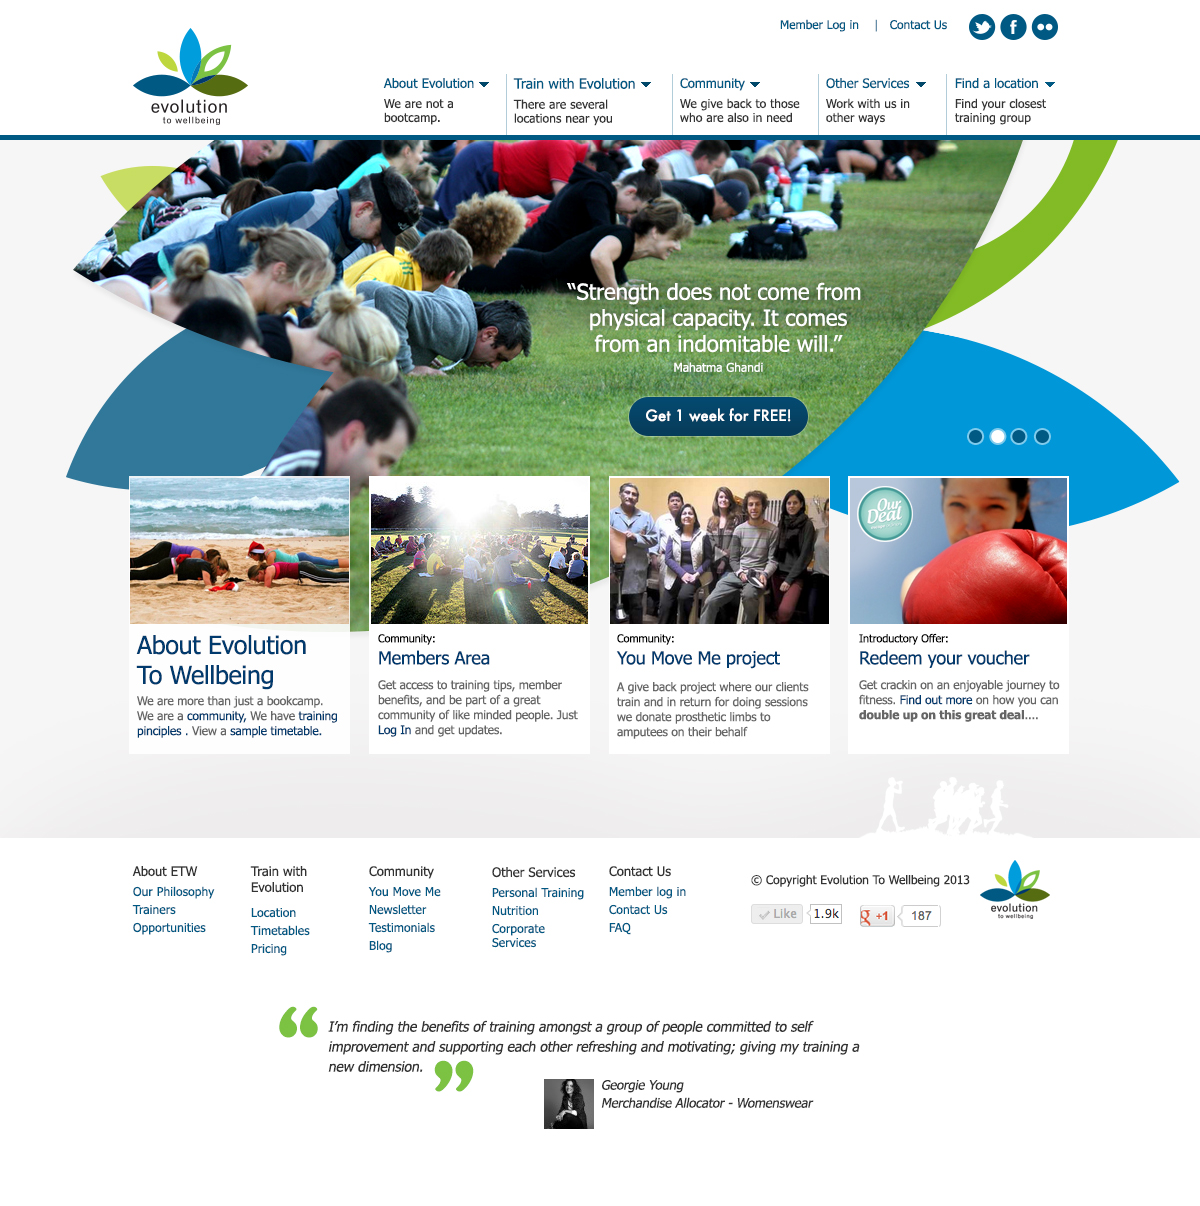 Member Log in | Contact Us
evolution
to wellbeing
About Evolution
We are not a
bootcamp.
Train with Evolution
There are several
locations near you
Community
We give back to those
who are also in need
Other Services
Work with us in
other ways
Find a location
Find your closest
training group
“Strength does not come from
physical capacity. It comes
from an indomitable will.”
Mahatma Ghandi
Get 1 week for FREE!
About Evolution
To Wellbeing
We are more than just a bookcamp.
We are a community, We have training
pinciples . View a sample timetable.
Community:
Members Area
Get access to training tips, member
benefits, and be part of a great
community of like minded people. Just
Log In and get updates.
Community:
You Move Me project
A give back project where our clients
train and in return for doing sessions
we donate prosthetic limbs to
amputees on their behalf
Our
Deal
Introductory Offer:
Redeem your voucher
Get crackin on an enjoyable journey to
fitness. Find out more on how you can
double up on this great deal....
About ETW
Our Philosophy
Trainers
Opportunities
Train with
Evolution
Location
Timetables
Pricing
Community
You Move Me
Newsletter
Testimonials
Blog
Other Services
Personal Training
Nutrition
Corporate
Services
Contact Us
Member log in
Contact Us
FAQ
© Copyright Evolution To Wellbeing 2013
Like 1.9k
g +1 187
evolution
to wellbeing
“I’m finding the benefits of training amongst a group of people committed to self
improvement and supporting each other refreshing and motivating; giving my training a
new dimension.”
Georgie Young
Merchandise Allocator - Womenswear